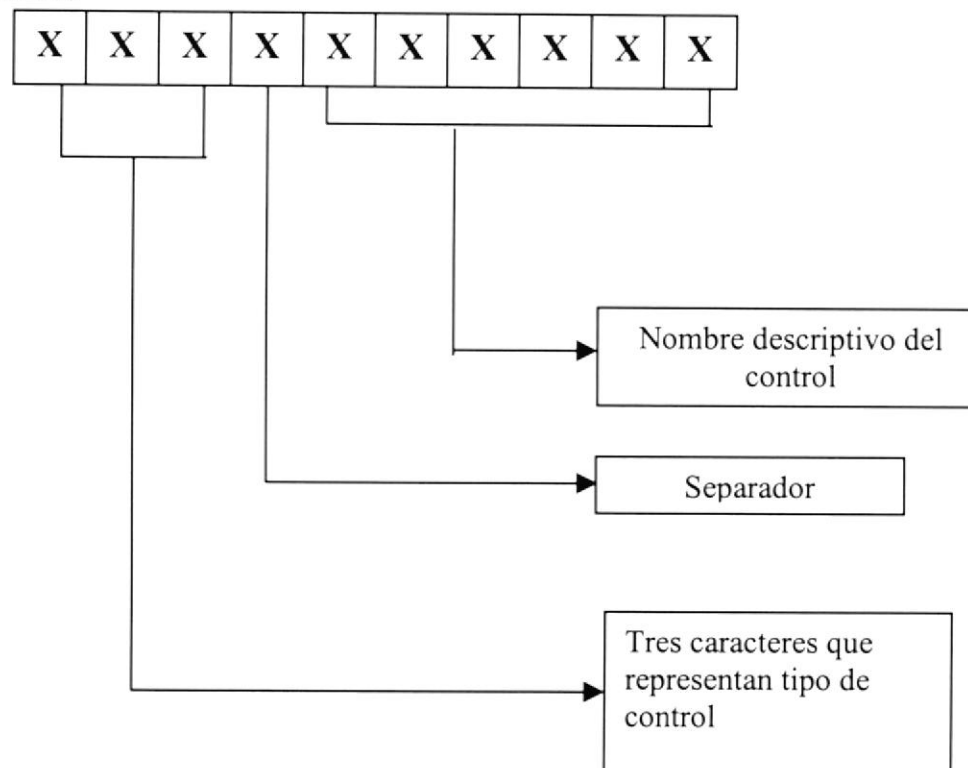 X X X X X X X X X X
Nombre descriptivo del
control
Separador
Tres caracteres que
representan tipo de
control